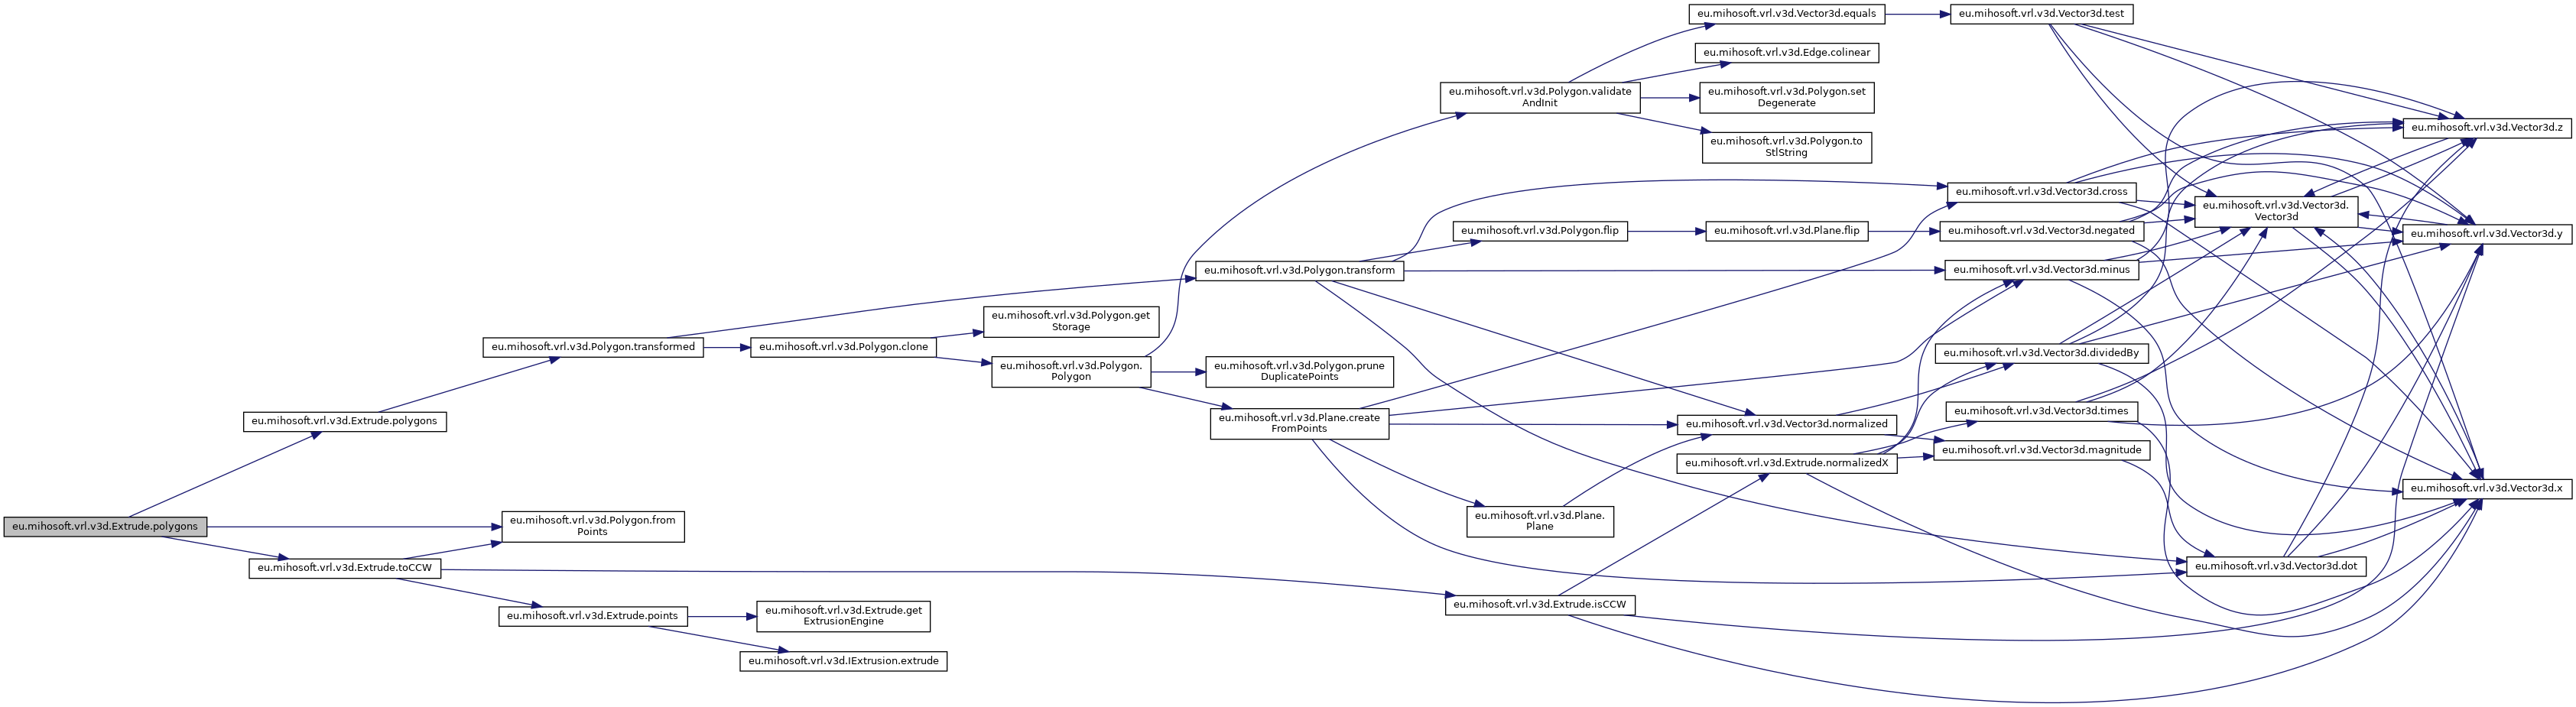 eu.mihosoft.vrl.v3d.Extrude.polygons
eu.mihosoft.vrl.v3d.Extrude.polygons
eu.mihosoft.vrl.v3d.Polygon.from
Points
eu.mihosoft.vrl.v3d.Extrude.toCCW
eu.mihosoft.vrl.v3d.Polygon.transformed
eu.mihosoft.vrl.v3d.Extrude.points
eu.mihosoft.vrl.v3d.Polygon.clone
eu.mihosoft.vrl.v3d.Extrude.get
ExtrusionEngine
eu.mihosoft.vrl.v3d.IExtrusion.extrude
eu.mihosoft.vrl.v3d.Polygon.get
Storage
eu.mihosoft.vrl.v3d.Polygon.
Polygon
eu.mihosoft.vrl.v3d.Polygon.transform
eu.mihosoft.vrl.v3d.Polygon.prune
DuplicatePoints
eu.mihosoft.vrl.v3d.Plane.create
FromPoints
eu.mihosoft.vrl.v3d.Polygon.validate
AndInit
eu.mihosoft.vrl.v3d.Polygon.flip
eu.mihosoft.vrl.v3d.Plane.
Plane
eu.mihosoft.vrl.v3d.Extrude.isCCW
eu.mihosoft.vrl.v3d.Vector3d.equals
eu.mihosoft.vrl.v3d.Edge.colinear
eu.mihosoft.vrl.v3d.Polygon.set
Degenerate
eu.mihosoft.vrl.v3d.Polygon.to
StlString
eu.mihosoft.vrl.v3d.Plane.flip
eu.mihosoft.vrl.v3d.Vector3d.normalized
eu.mihosoft.vrl.v3d.Extrude.normalizedX
eu.mihosoft.vrl.v3d.Vector3d.test
eu.mihosoft.vrl.v3d.Vector3d.cross
eu.mihosoft.vrl.v3d.Vector3d.negated
eu.mihosoft.vrl.v3d.Vector3d.minus
eu.mihosoft.vrl.v3d.Vector3d.dividedBy
eu.mihosoft.vrl.v3d.Vector3d.times
eu.mihosoft.vrl.v3d.Vector3d.magnitude
eu.mihosoft.vrl.v3d.Vector3d.
Vector3d
eu.mihosoft.vrl.v3d.Vector3d.dot
eu.mihosoft.vrl.v3d.Vector3d.z
eu.mihosoft.vrl.v3d.Vector3d.y
eu.mihosoft.vrl.v3d.Vector3d.x